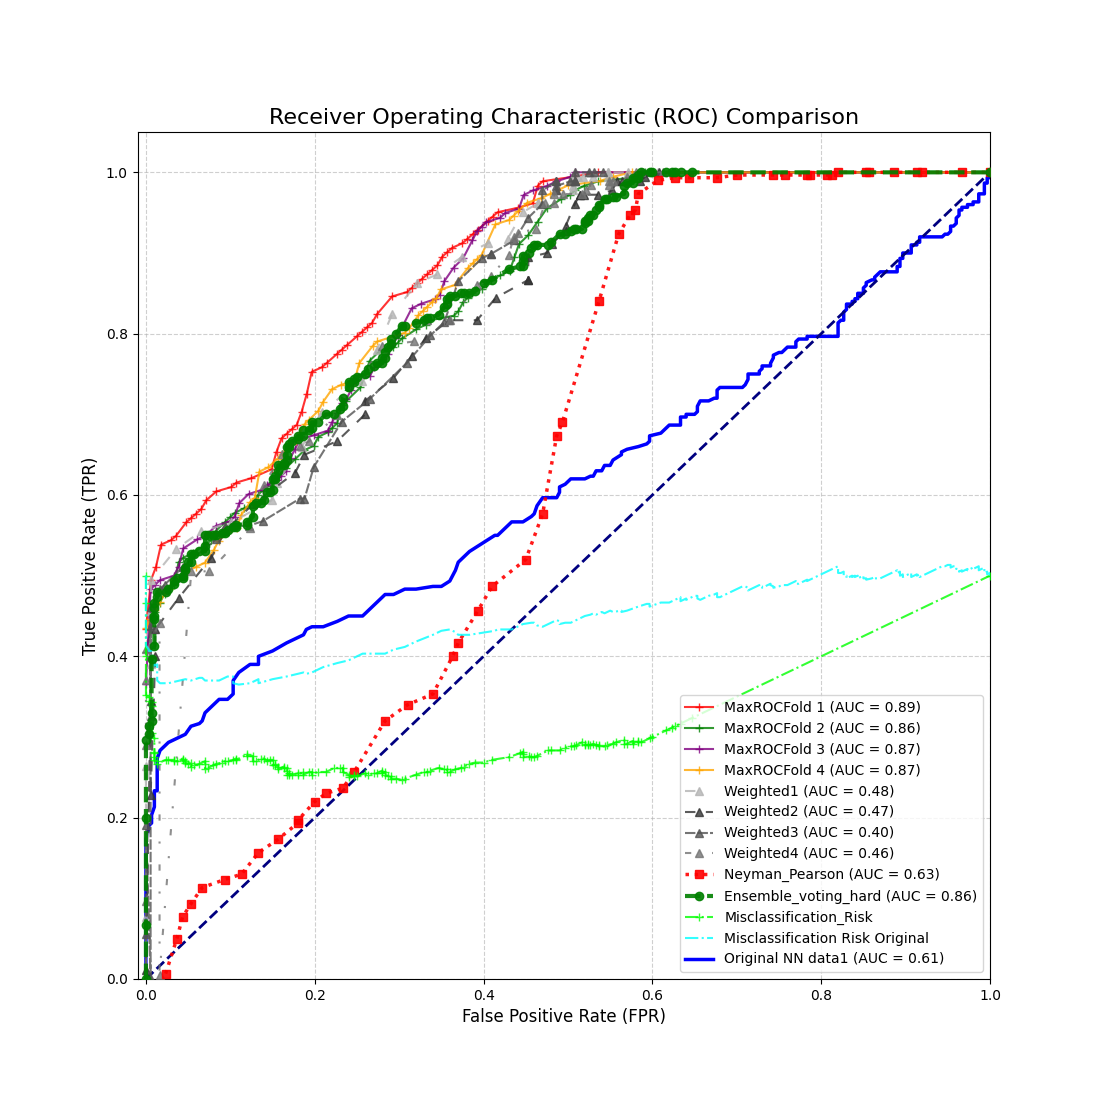 Receiver Operating Characteristic (ROC) Comparison
True Positive Rate (TPR)
1.0
0.8
0.6
0.4
0.2
0.0
MaxROCFold 1 (AUC = 0.89)
MaxROCFold 2 (AUC = 0.86)
MaxROCFold 3 (AUC = 0.87)
MaxROCFold 4 (AUC = 0.87)
Weighted1 (AUC = 0.48)
Weighted2 (AUC = 0.47)
Weighted3 (AUC = 0.40)
Weighted4 (AUC = 0.46)
Neyman_Pearson (AUC = 0.63)
Ensemble_voting_hard (AUC = 0.86)
Misclassification_Risk
Misclassification Risk Original
Original NN data1 (AUC = 0.61)
0.0 0.2 0.4 0.6 0.8 1.0
False Positive Rate (FPR)